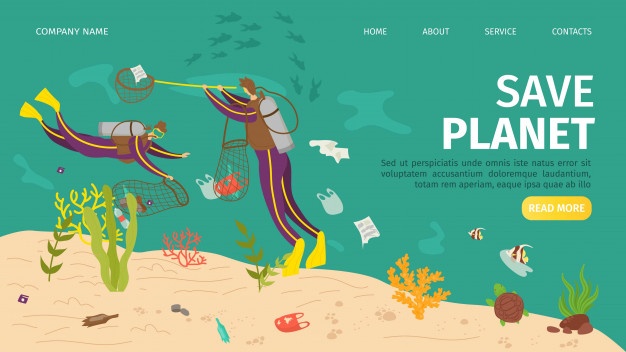 COMPANY NAME HOME ABOUT SERVICE CONTACTS
SAVE
PLANET
Sed ut perspiciatis unde omnis iste natus error sit
voluptatem accusantium doloremque laudantium,
totam rem aperiam, eaque ipsa quae ab illo
READ MORE